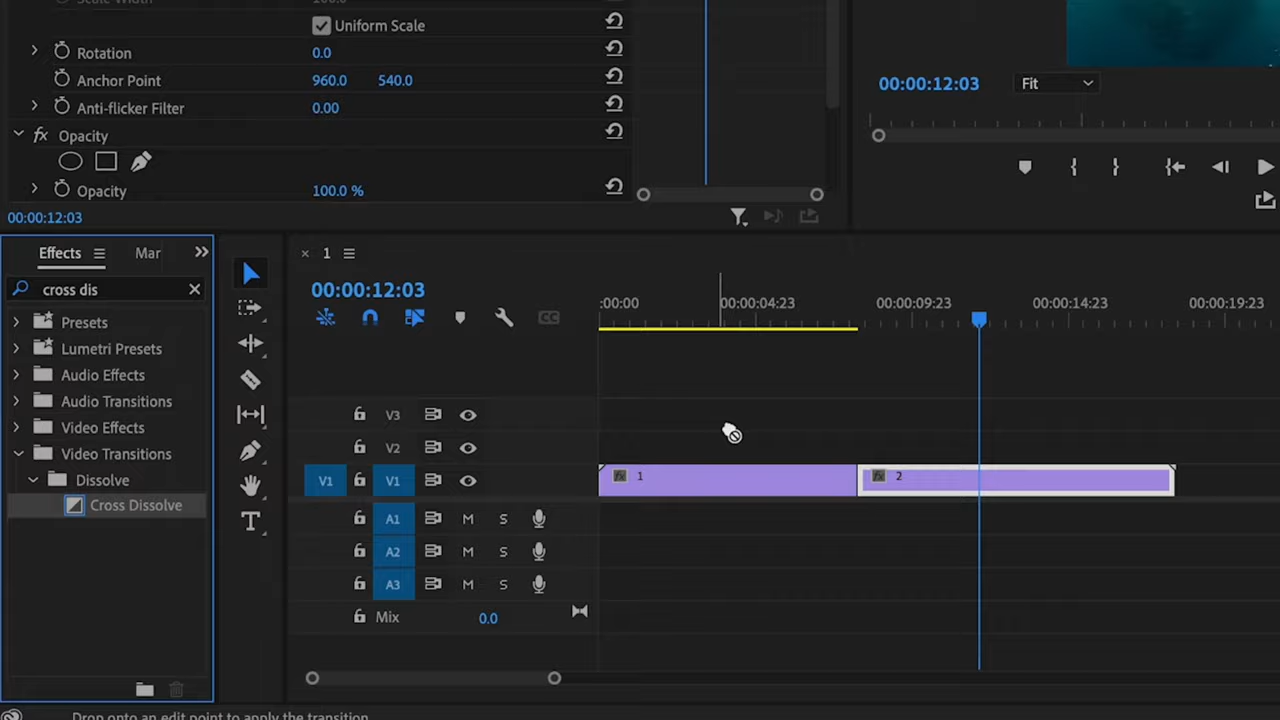 Uniform Scale
Rotation 0.0
Anchor Point 960.0 540.0
Anti-flicker Filter 0.00
fx Opacity
Opacity 100.0 %
00:00:12:03
00:00:12:03 Fit
Effects Mar
cross dis
Presets
Lumetri Presets
Audio Effects
Audio Transitions
Video Effects
Video Transitions
Dissolve
Cross Dissolve
× 1
00:00:12:03
CC
:00:00 00:00:04:23 00:00:09:23 00:00:14:23 00:00:19:23
V3
V2
V1 V1 fx 1 fx 2
A1 M S
A2 M S
A3 M S
Mix 0.0
Drop onto an edit point to apply the transition